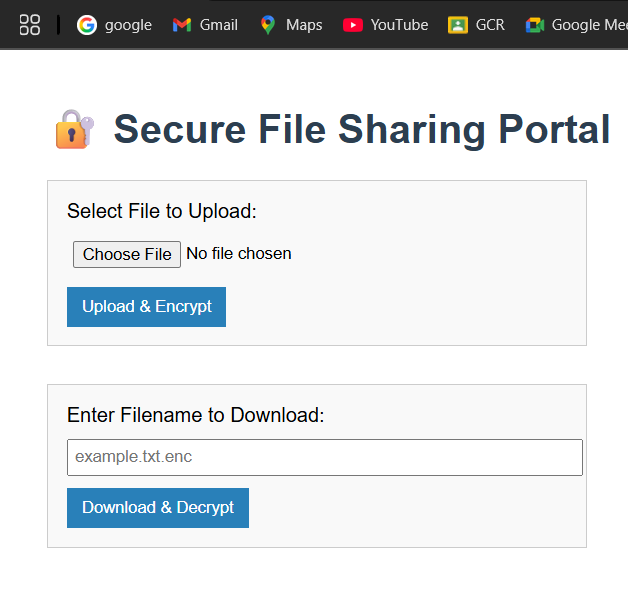 google Gmail Maps YouTube GCR Google Mee
Secure File Sharing Portal
Select File to Upload:
Choose File No file chosen
Upload & Encrypt
Enter Filename to Download:
example.txt.enc
Download & Decrypt